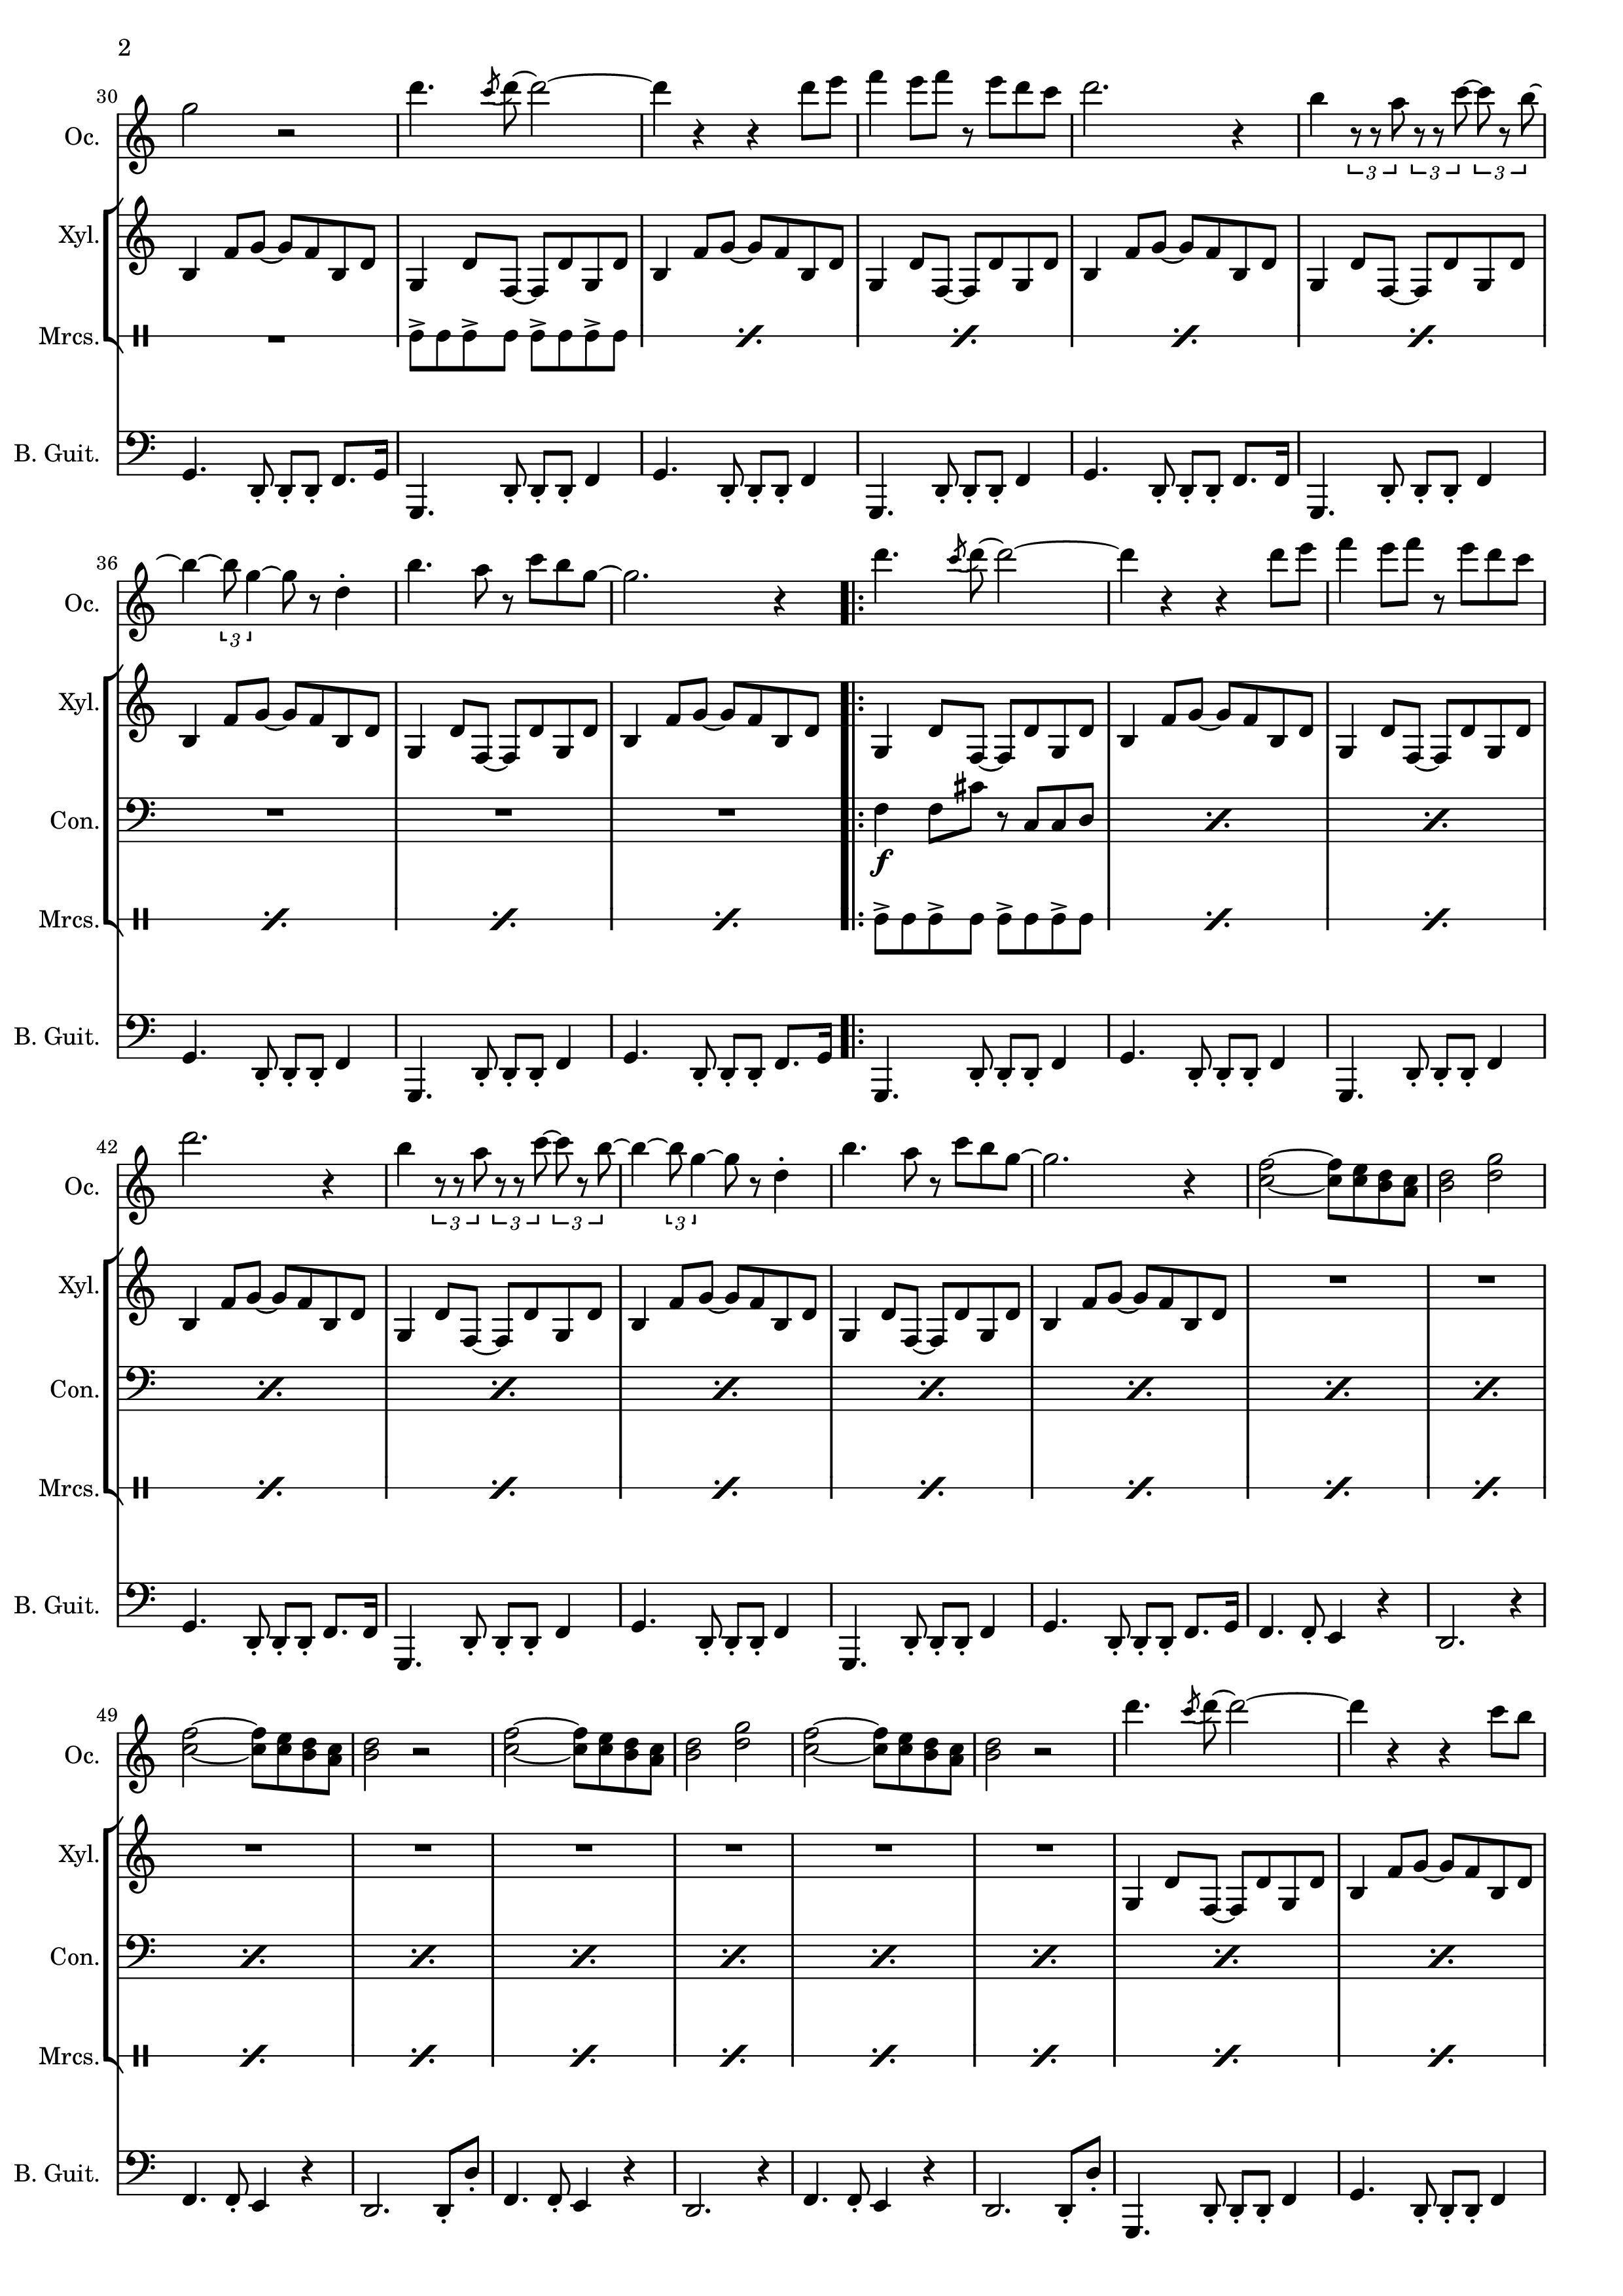 2
30
Oc.
3 3 3
Xyl.
Mrcs.
B. Guit.
36
Oc.
3
Xyl.
Con.
f
Mrcs.
B. Guit.
42
Oc.
3 3 3 3
Xyl.
Con.
Mrcs.
B. Guit.
49
Oc.
Xyl.
Con.
Mrcs.
B. Guit.